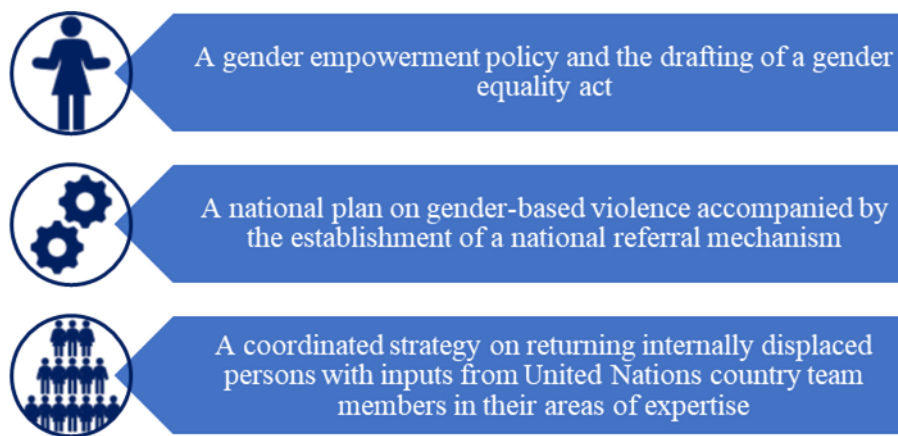 A gender empowerment policy and the drafting of a gender
equality act
A national plan on gender-based violence accompanied by
the establishment of a national referral mechanism
A coordinated strategy on returning internally displaced
persons with inputs from United Nations country team
members in their areas of expertise